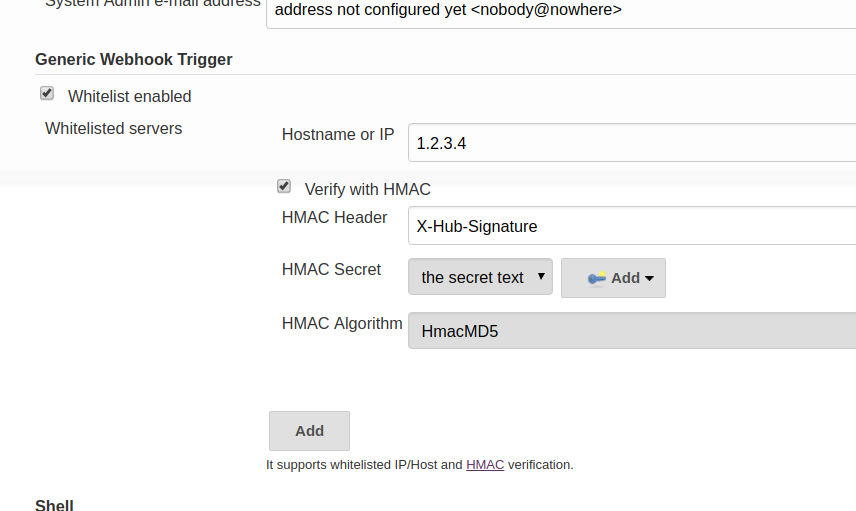 System Admin e-mail address
address not configured yet <nobody@nowhere>
Generic Webhook Trigger
Whitelist enabled
Whitelisted servers
Hostname or IP
1.2.3.4
Verify with HMAC
HMAC Header
X-Hub-Signature
HMAC Secret
the secret text
Add
HMAC Algorithm
HmacMD5
Add
It supports whitelisted IP/Host and HMAC verification.
Shell